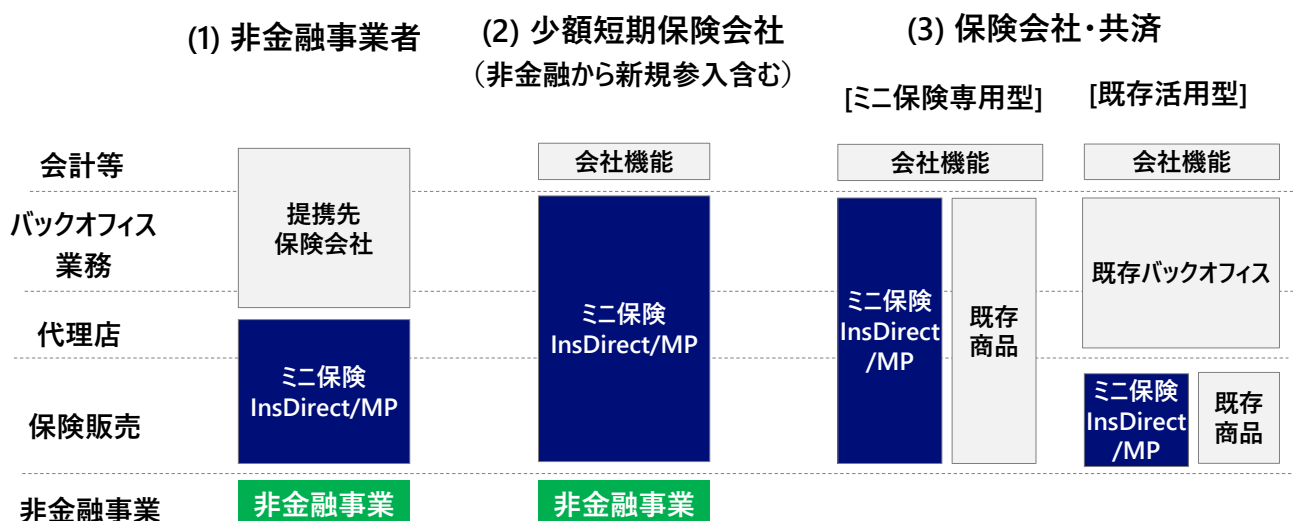 (1) 非金融事業者
(2) 少額短期保険会社
（非金融から新規参入含む）
(3) 保険会社・共済
[ミニ保険専用型]
[既存活用型]
会計等
会社機能
会社機能
会社機能
バックオフィス
業務
提携先
保険会社
ミニ保険
InsDirect/MP
ミニ保険
InsDirect
/MP
既存
商品
既存バックオフィス
代理店
保険販売
ミニ保険
InsDirect/MP
ミニ保険
InsDirect
/MP
既存
商品
非金融事業
非金融事業
非金融事業